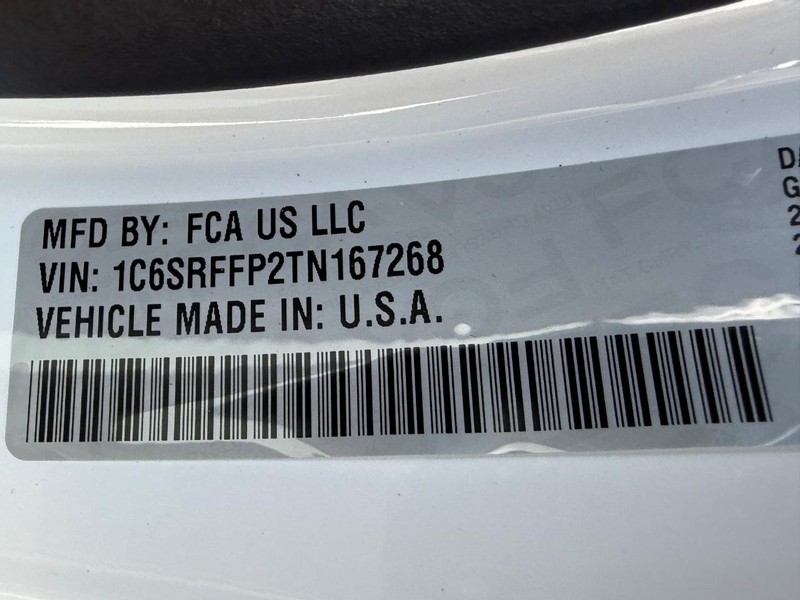 MFD BY: FCA US LLC
VIN: 1C6SRFFP2TN167268
VEHICLE MADE IN: U.S.A.